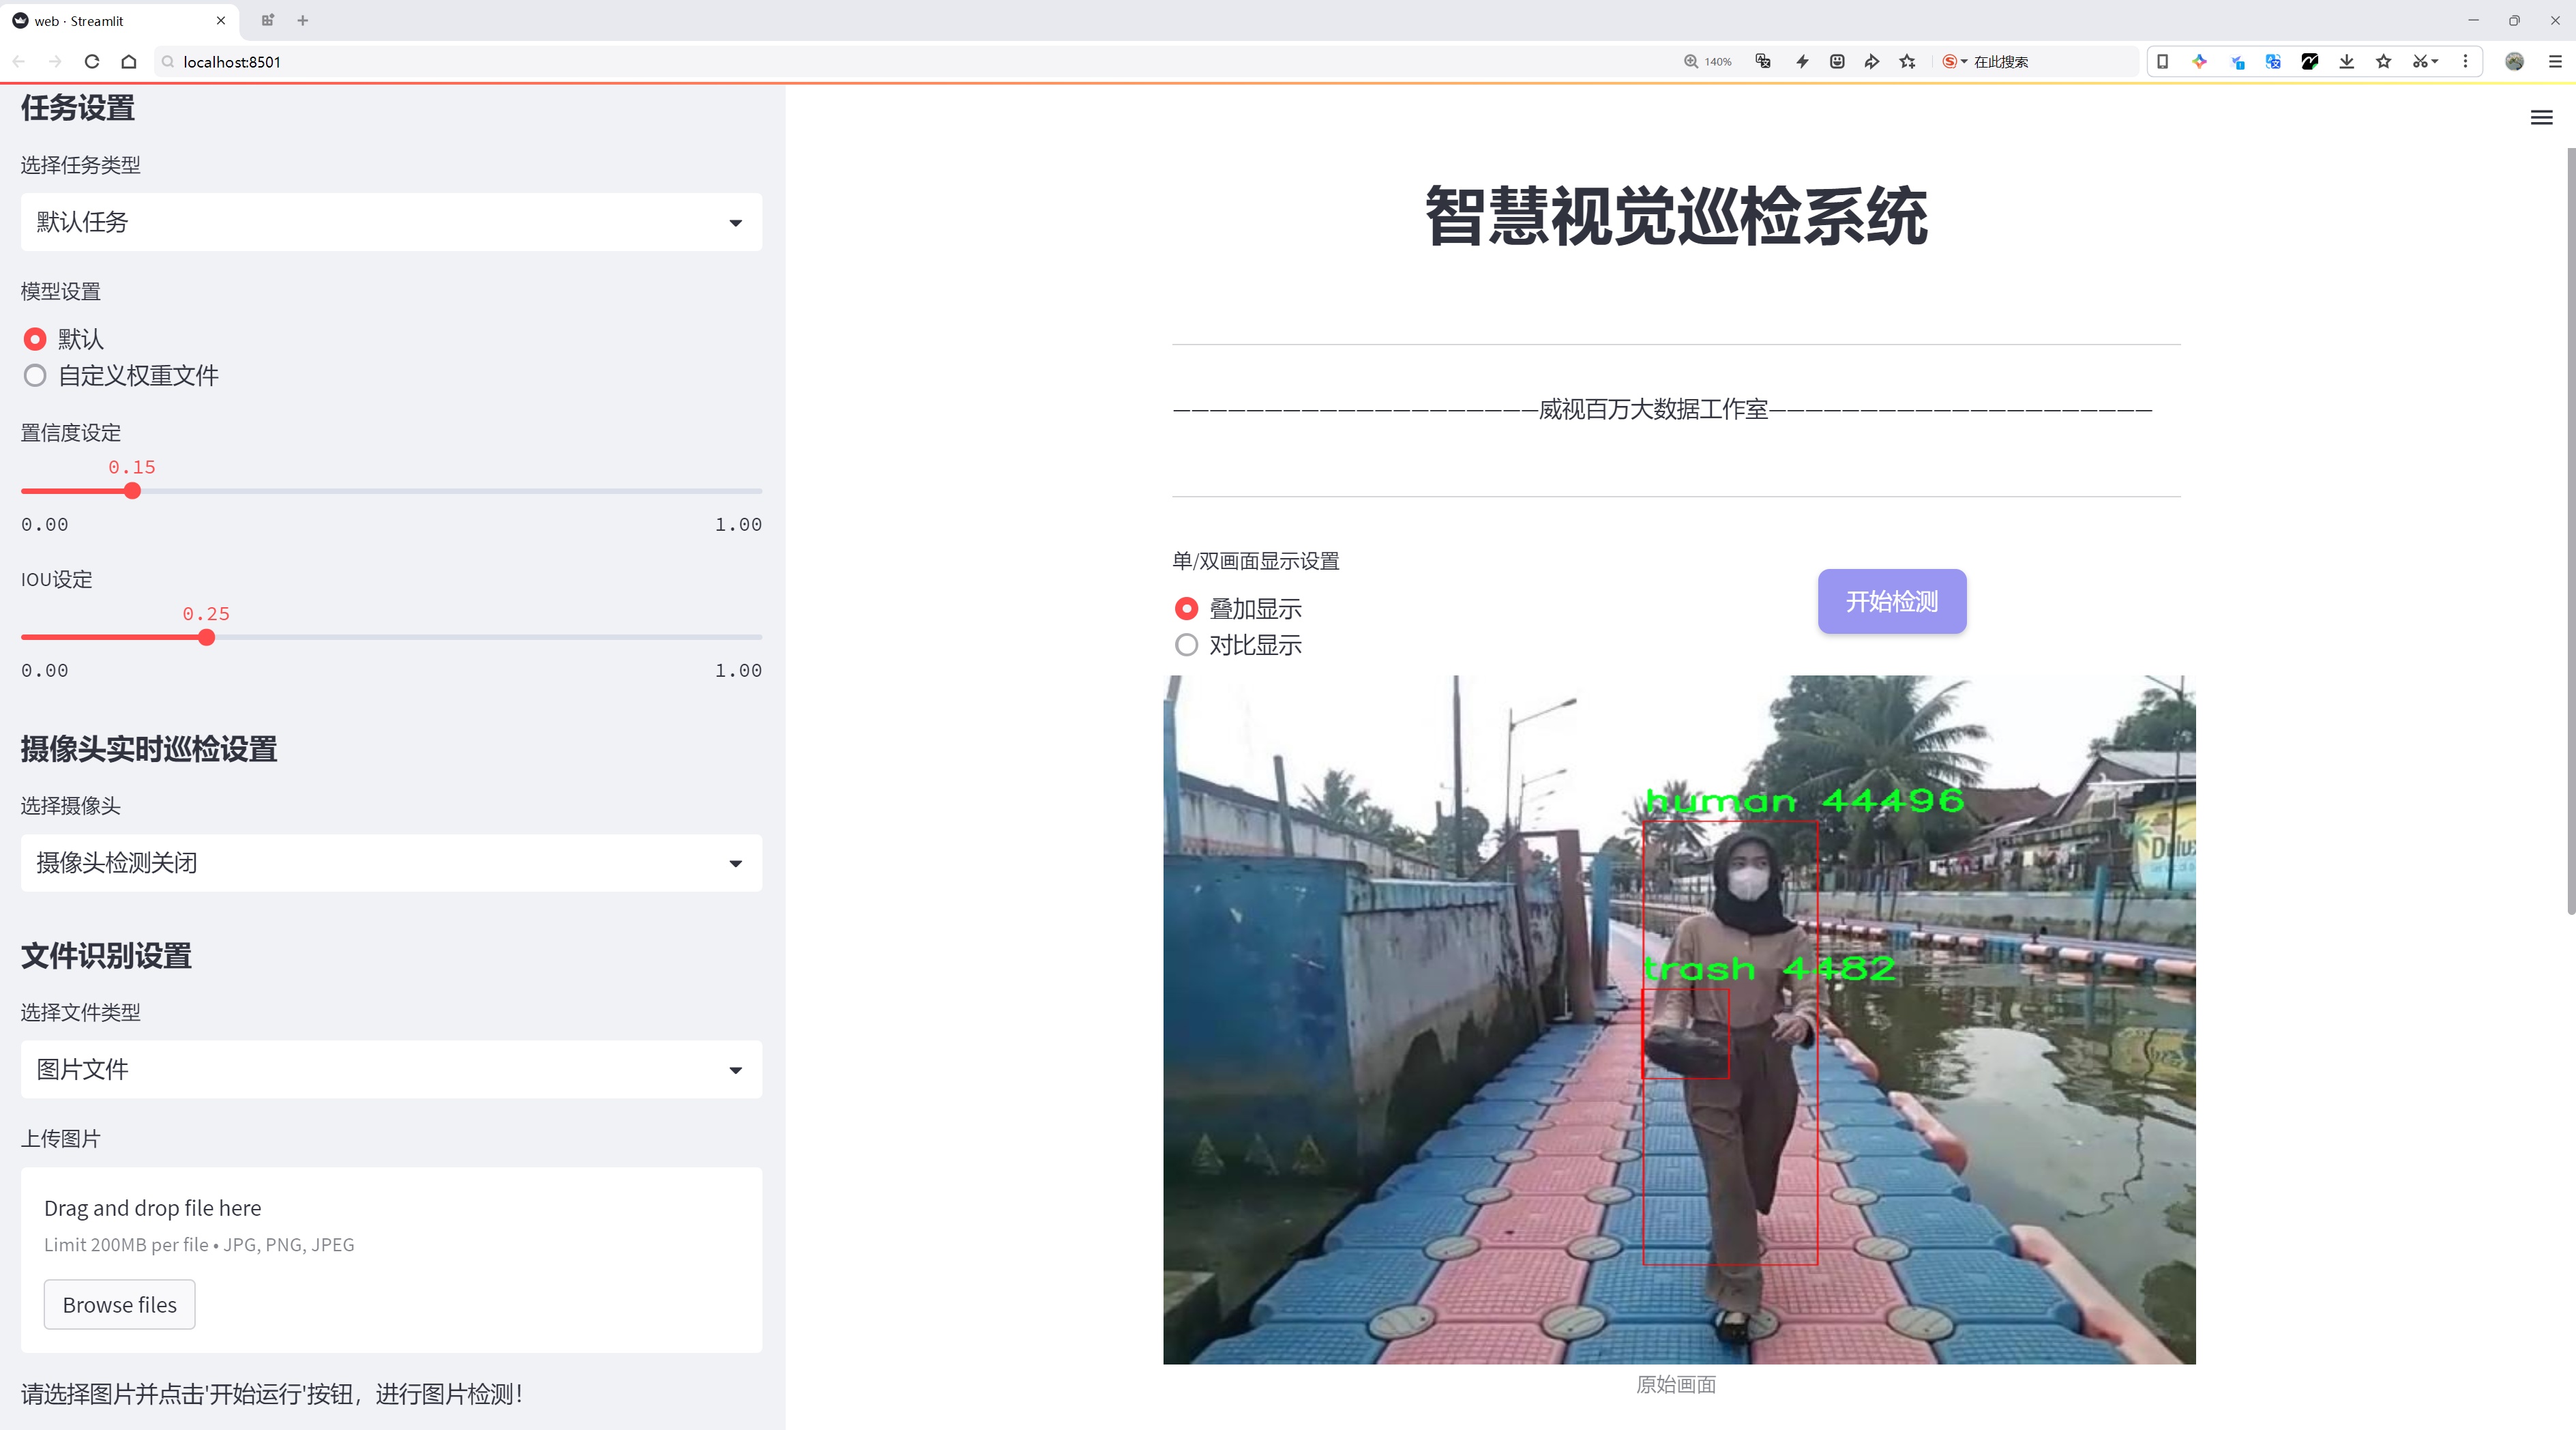 web · Streamlit
localhost:8501
140%
在此搜索
任务设置
选择任务类型
默认任务
模型设置
默认
自定义权重文件
置信度设定
0.15
0.00 1.00
IOU设定
0.25
0.00 1.00
摄像头实时巡检设置
选择摄像头
摄像头检测关闭
文件识别设置
选择文件类型
图片文件
上传图片
Drag and drop file here
Limit 200MB per file • JPG, PNG, JPEG
Browse files
请选择图片并点击'开始运行'按钮，进行图片检测！
智慧视觉巡检系统
————————————————————威视百万大数据工作室—————————————————————
单/双画面显示设置
叠加显示
对比显示
开始检测
human 44496
trash 4482
原始画面